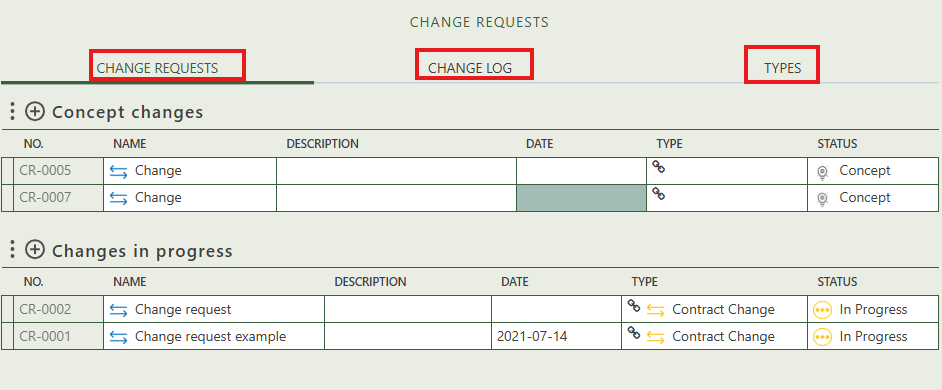 CHANGE REQUESTS
CHANGE REQUESTS CHANGE LOG TYPES
Concept changes
NO. NAME DESCRIPTION DATE TYPE STATUS
CR-0005 Change Concept
CR-0007 Change Concept
Changes in progress
NO. NAME DESCRIPTION DATE TYPE STATUS
CR-0002 Change request Contract Change In Progress
CR-0001 Change request example 2021-07-14 Contract Change In Progress